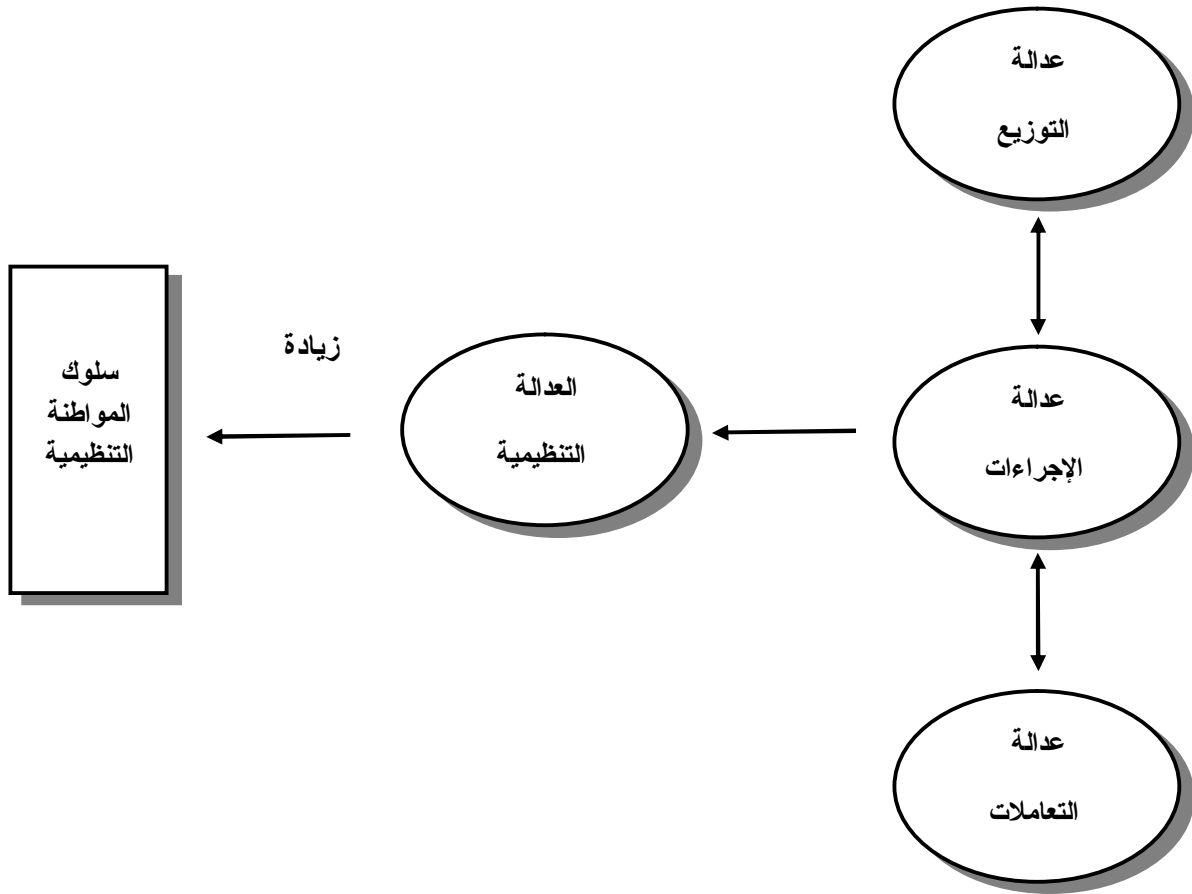 عدالة
التوزيع
عدالة
الإجراءات
عدالة
التعاملات
العدالة
التنظيمية
زيادة
سلوك
المواطنة
التنظيمية